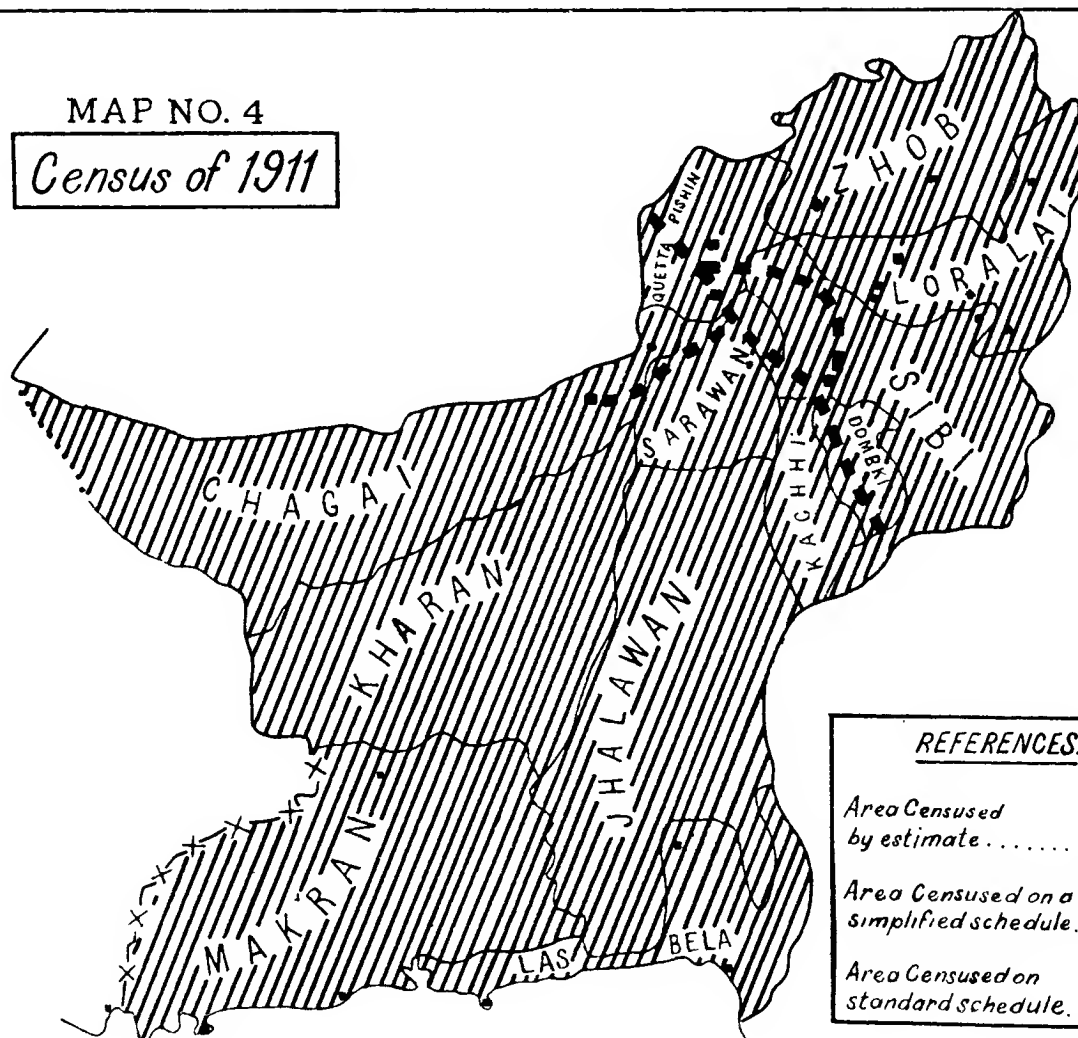 MAP NO. 4
Census of 1911
ZHOB
QUETTA PISHIN
LORALAI
SARAWAN
SIBI
DOMBKI
KACHHI
CHAGAI
KHARAN
JHALAWAN
MAKRAN
LAS BELA
REFERENCES.
Area Censused
by estimate.......
Area Censused on a
simplified schedule.
Area Censused on
standard schedule.